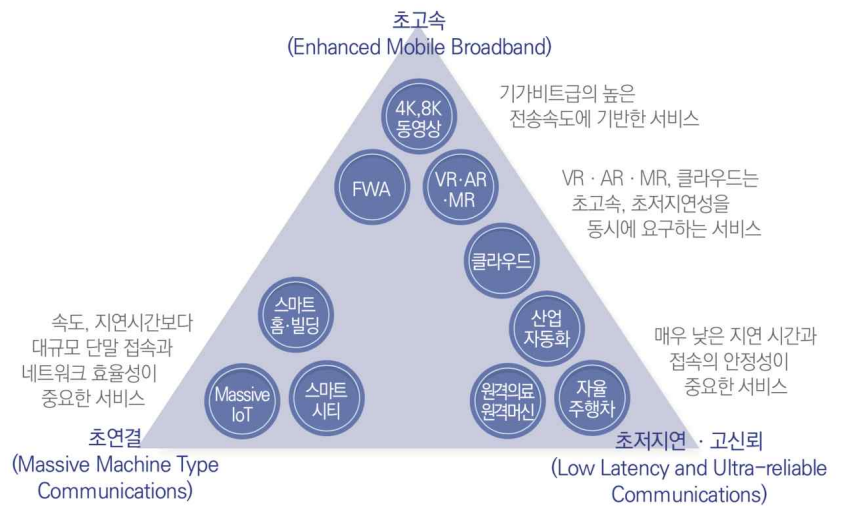 초고속
(Enhanced Mobile Broadband)
4K,8K
동영상
기가비트급의 높은
전송속도에 기반한 서비스
FWA
VR·AR
·MR
VR · AR · MR, 클라우드는
초고속, 초저지연성을
동시에 요구하는 서비스
클라우드
스마트
홈·빌딩
산업
자동화
속도, 지연시간보다
대규모 단말 접속과
네트워크 효율성이
중요한 서비스
매우 낮은 지연 시간과
접속의 안정성이
중요한 서비스
Massive
IoT
스마트
시티
원격의료
원격머신
자율
주행차
초연결
(Massive Machine Type
Communications)
초저지연 · 고신뢰
(Low Latency and Ultra-reliable
Communications)